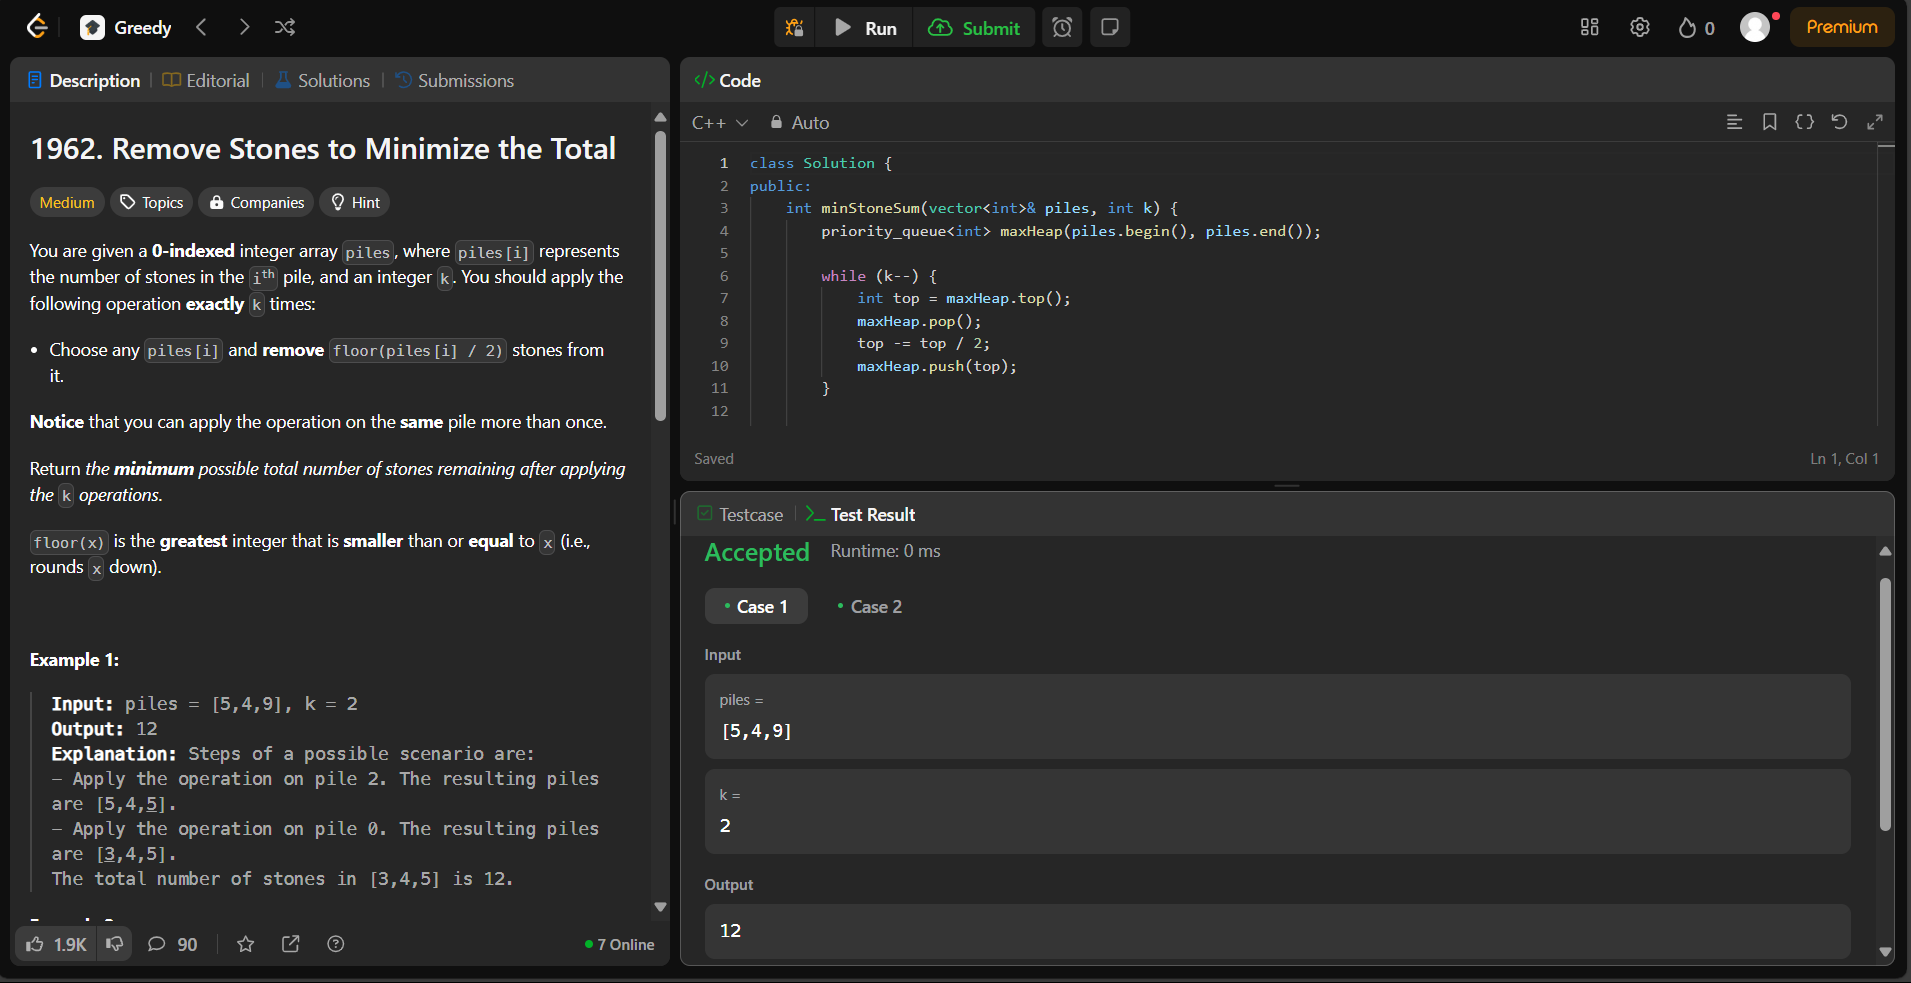 Greedy
Run
Submit
0
Premium
Description
Editorial
Solutions
Submissions
1962. Remove Stones to Minimize the Total
Medium
Topics
Companies
Hint
You are given a 0-indexed integer array piles, where piles[i] represents
the number of stones in the ith pile, and an integer k. You should apply the
following operation exactly k times:
• Choose any piles[i] and remove floor(piles[i] / 2) stones from
it.
Notice that you can apply the operation on the same pile more than once.
Return the minimum possible total number of stones remaining after applying
the k operations.
floor(x) is the greatest integer that is smaller than or equal to x (i.e.,
rounds x down).
Example 1:
Input: piles = [5,4,9], k = 2
Output: 12
Explanation: Steps of a possible scenario are:
- Apply the operation on pile 2. The resulting piles
are [5,4,5].
- Apply the operation on pile 0. The resulting piles
are [3,4,5].
The total number of stones in [3,4,5] is 12.
1.9K
90
7 Online
</> Code
C++
Auto
1 class Solution {
2 public:
3 int minStoneSum(vector<int>& piles, int k) {
4 priority_queue<int> maxHeap(piles.begin(), piles.end());
5
6 while (k--) {
7 int top = maxHeap.top();
8 maxHeap.pop();
9 top -= top / 2;
10 maxHeap.push(top);
11 }
12
Saved
Ln 1, Col 1
Testcase
Test Result
Accepted
Runtime: 0 ms
Case 1
Case 2
Input
piles =
[5,4,9]
k =
2
Output
12